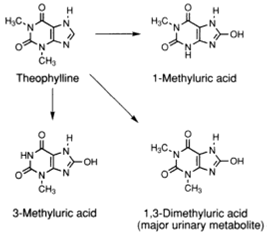 H
O
H₃C
N
N
O
N
N
CH₃
Theophylline
H
O
H₃C
N
N
OH
O
N
N
H
1-Methyluric acid
H
O
HN
N
OH
O
N
N
CH₃
3-Methyluric acid
H
O
H₃C
N
N
OH
O
N
N
CH₃
1,3-Dimethyluric acid
(major urinary metabolite)